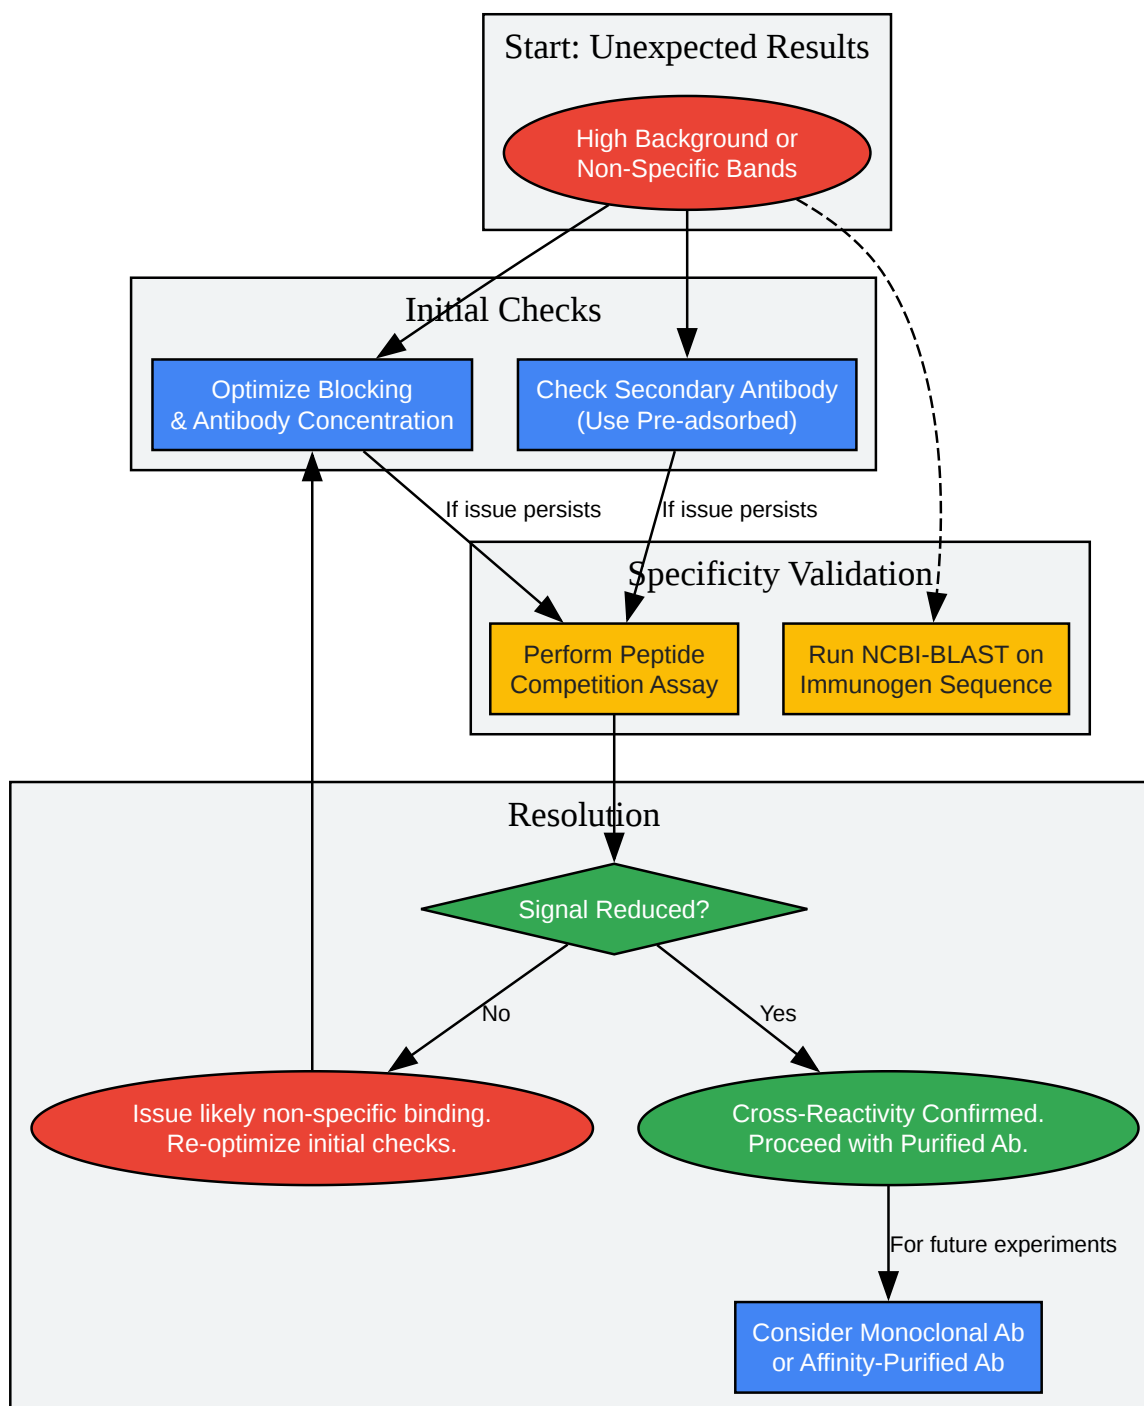 Start: Unexpected Results
High Background or
Non-Specific Bands
Initial Checks
Optimize Blocking
& Antibody Concentration
Check Secondary Antibody
(Use Pre-adsorbed)
If issue persists
If issue persists
Specificity Validation
Perform Peptide
Competition Assay
Run NCBI-BLAST on
Immunogen Sequence
Resolution
Signal Reduced?
No
Yes
Issue likely non-specific binding.
Re-optimize initial checks.
Cross-Reactivity Confirmed.
Proceed with Purified Ab.
For future experiments
Consider Monoclonal Ab
or Affinity-Purified Ab